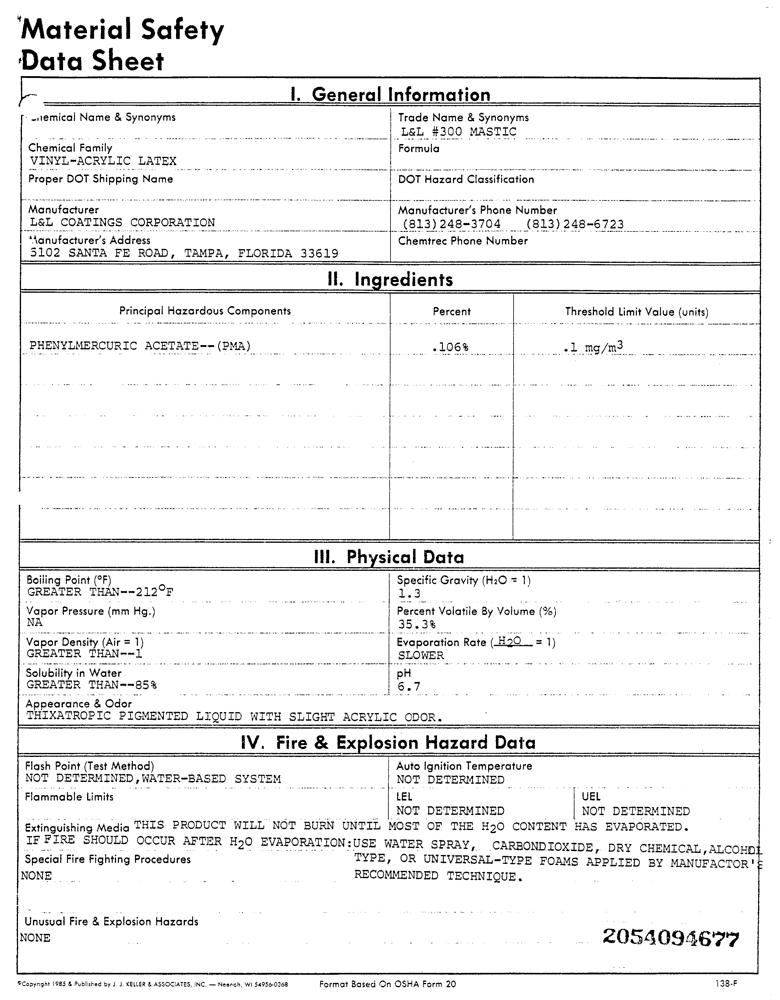 Material Safety
Data Sheet
I. General Information
Chemical Name & Synonyms
Trade Name & Synonyms
L&L #300 MASTIC
Chemical Family
VINYL-ACRYLIC LATEX
Formula
Proper DOT Shipping Name
DOT Hazard Classification
Manufacturer
L&L COATINGS CORPORATION
Manufacturer's Phone Number
(813)248-3704 (813)248-6723
Manufacturer's Address
5102 SANTA FE ROAD, TAMPA, FLORIDA 33619
Chemtrec Phone Number
II. Ingredients
Principal Hazardous Components Percent Threshold Limit Value (units)
PHENYLMERCURIC ACETATE--(PMA) .106% .1 mg/m3
III. Physical Data
Boiling Point (°F)
GREATER THAN--212°F
Specific Gravity (H2O = 1)
1.3
Vapor Pressure (mm Hg.)
NA
Percent Volatile By Volume (%)
35.3%
Vapor Density (Air = 1)
GREATER THAN--1
Evaporation Rate (H2O = 1)
SLOWER
Solubility in Water
GREATER THAN--85%
pH
6.7
Appearance & Odor
THIXATROPIC PIGMENTED LIQUID WITH SLIGHT ACRYLIC ODOR.
IV. Fire & Explosion Hazard Data
Flash Point (Test Method)
NOT DETERMINED,WATER-BASED SYSTEM
Auto Ignition Temperature
NOT DETERMINED
Flammable Limits
LEL
NOT DETERMINED
UEL
NOT DETERMINED
Extinguishing Media THIS PRODUCT WILL NOT BURN UNTIL MOST OF THE H2O CONTENT HAS EVAPORATED.
IF FIRE SHOULD OCCUR AFTER H2O EVAPORATION:USE WATER SPRAY, CARBONDIOXIDE, DRY CHEMICAL,ALCOHOL
Special Fire Fighting Procedures TYPE, OR UNIVERSAL-TYPE FOAMS APPLIED BY MANUFACTOR'S
NONE RECOMMENDED TECHNIQUE.
Unusual Fire & Explosion Hazards
NONE
2054094677
©Copyright 1985 & Published by J. J. KELLER & ASSOCIATES, INC. — Neenah, WI 54956-0368 Format Based On OSHA Form 20 138-F